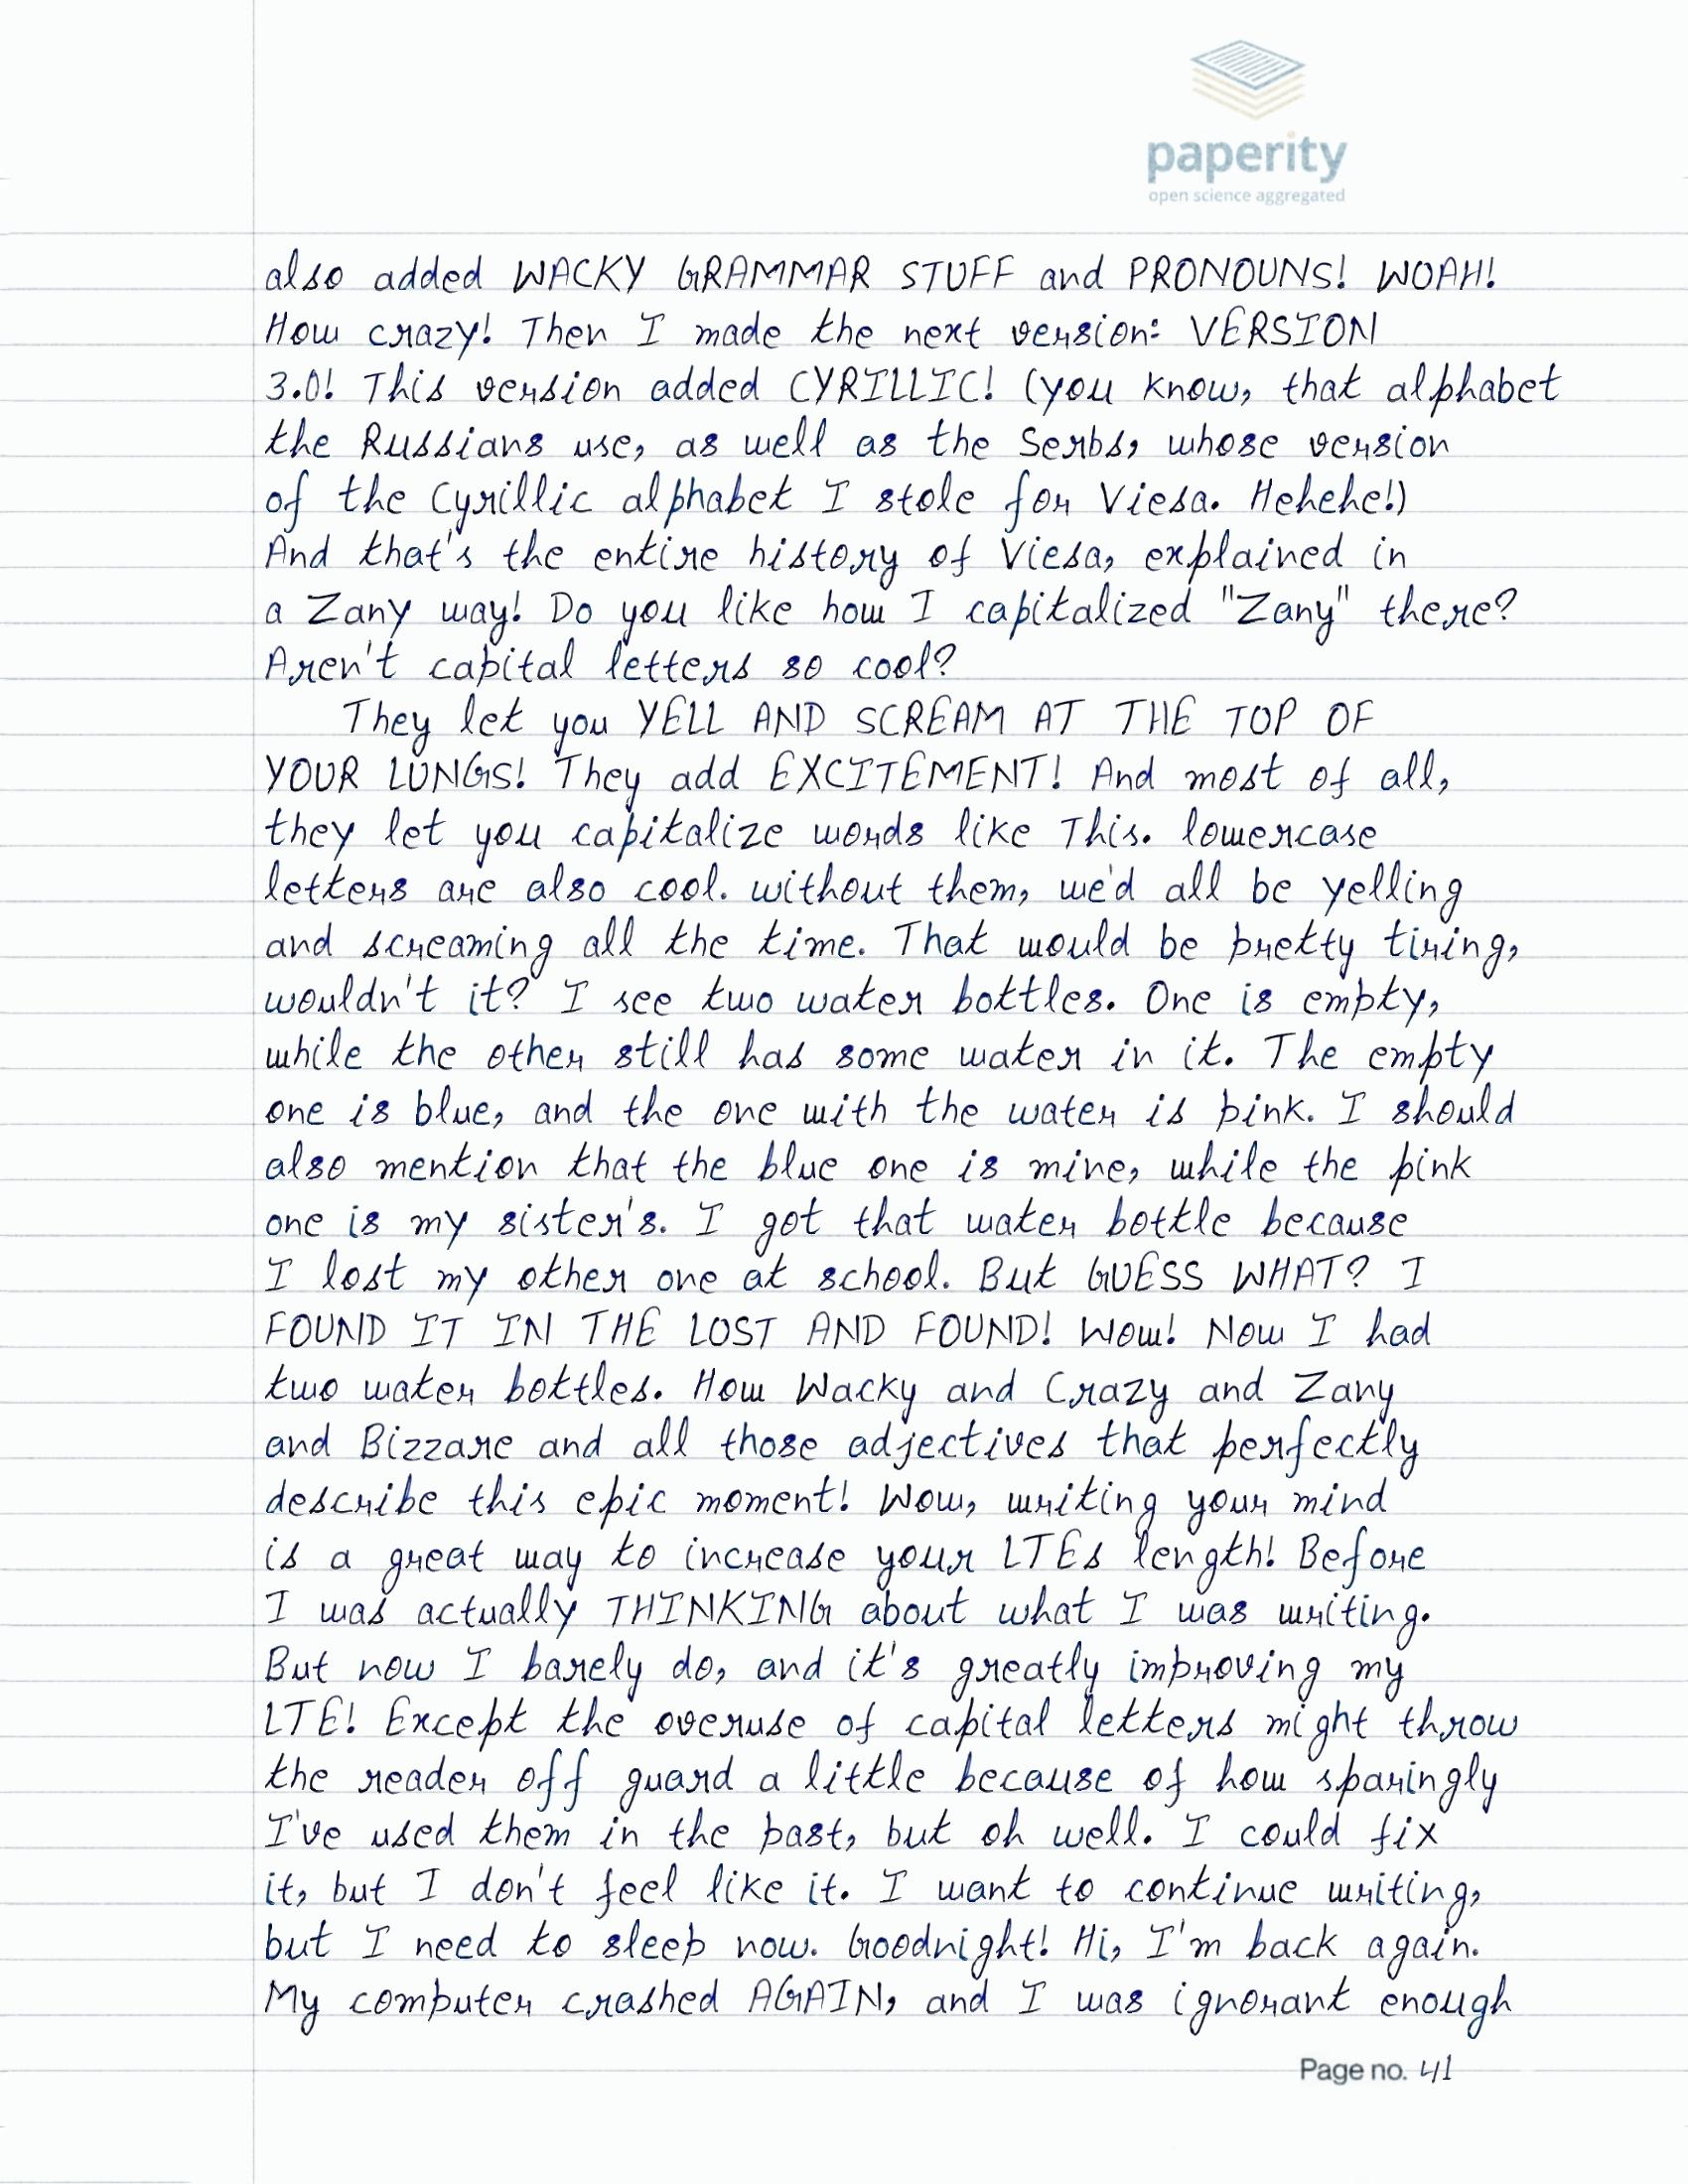 paperity
open science aggregated
also added WACKY GRAMMAR STUFF and PRONOUNS! WOAH!
How crazy! Then I made the next version: VERSION
3.0! This version added CYRILLIC! (you know, that alphabet
the Russians use, as well as the Serbs, whose version
of the Cyrillic alphabet I stole for Viesa. Hehehe!)
And that's the entire history of Viesa, explained in
a Zany way! Do you like how I capitalized "Zany" there?
Aren't capital letters so cool?
They let you YELL AND SCREAM AT THE TOP OF
YOUR LUNGS! They add EXCITEMENT! And most of all,
they let you capitalize words like This. lowercase
letters are also cool. without them, we'd all be yelling
and screaming all the time. That would be pretty tiring,
wouldn't it? I see two water bottles. One is empty,
while the other still has some water in it. The empty
one is blue, and the one with the water is pink. I should
also mention that the blue one is mine, while the pink
one is my sister's. I got that water bottle because
I lost my other one at school. But GUESS WHAT? I
FOUND IT IN THE LOST AND FOUND! Wow! Now I had
two water bottles. How Wacky and Crazy and Zany
and Bizzare and all those adjectives that perfectly
describe this epic moment! Wow, writing your mind
is a great way to increase your LTEs length! Before
I was actually THINKING about what I was writing.
But now I barely do, and it's greatly improving my
LTE! Except the overuse of capital letters might throw
the reader off guard a little because of how sparingly
I've used them in the past, but oh well. I could fix
it, but I don't feel like it. I want to continue writing,
but I need to sleep now. Goodnight! Hi, I'm back again.
My computer crashed AGAIN, and I was ignorant enough
Page no. 41